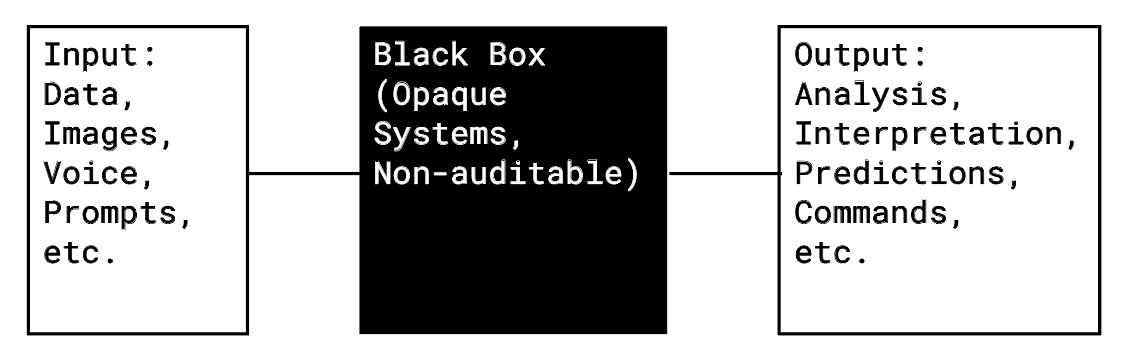 Input:
Data,
Images,
Voice,
Prompts,
etc.
Black Box
(Opaque
Systems,
Non-auditable)
Output:
Analysis,
Interpretation,
Predictions,
Commands,
etc.